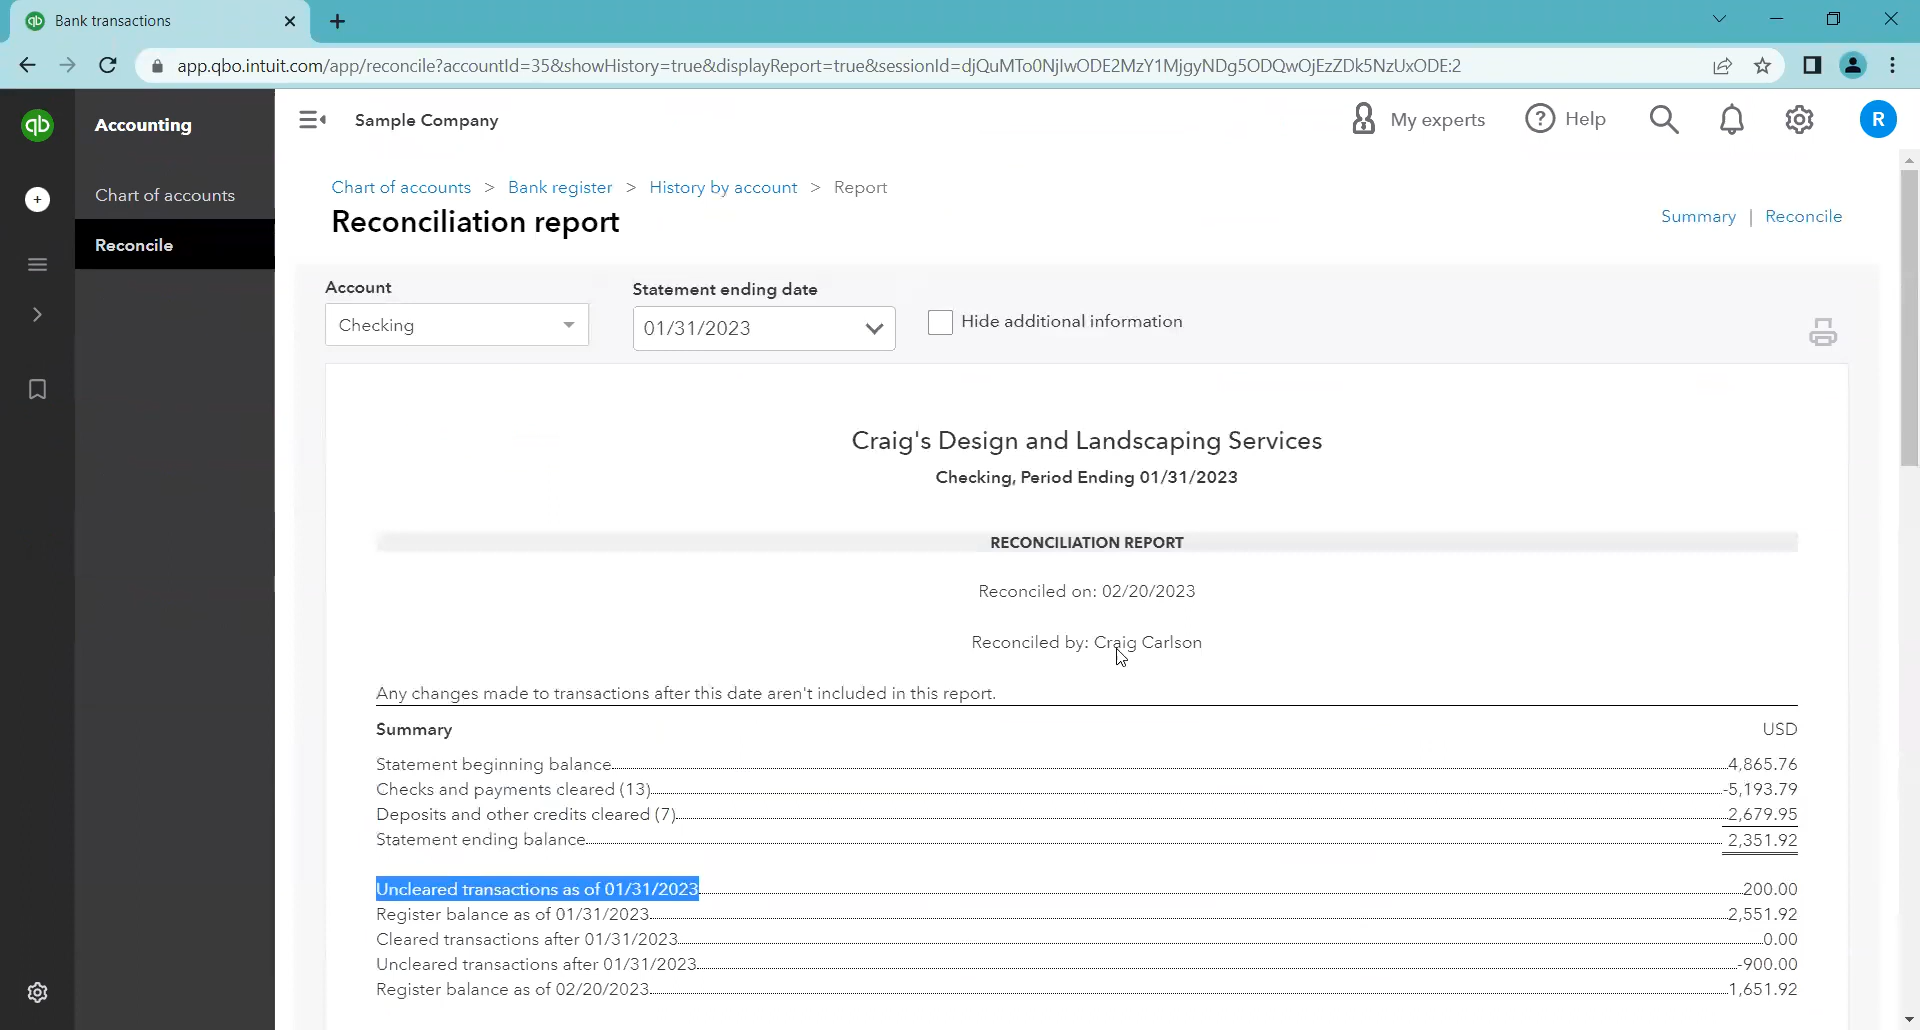 Bank transactions
app.qbo.intuit.com/app/reconcile?accountId=35&showHistory=true&displayReport=true&sessionId=djQuMTo0NjIwODE2MzY1MjgyNDg5ODQwOjEzZDk5NzUxODE:2
qb
Accounting
Sample Company
My experts
Help
R
Chart of accounts
Reconcile
Chart of accounts > Bank register > History by account > Report
Reconciliation report
Summary | Reconcile
Account
Checking
Statement ending date
01/31/2023
Hide additional information
Craig's Design and Landscaping Services
Checking, Period Ending 01/31/2023
RECONCILIATION REPORT
Reconciled on: 02/20/2023
Reconciled by: Craig Carlson
Any changes made to transactions after this date aren't included in this report.
Summary USD
Statement beginning balance 4,865.76
Checks and payments cleared (13) -5,193.79
Deposits and other credits cleared (7) 2,679.95
Statement ending balance 2,351.92
Uncleared transactions as of 01/31/2023 200.00
Register balance as of 01/31/2023 2,551.92
Cleared transactions after 01/31/2023 0.00
Uncleared transactions after 01/31/2023 -900.00
Register balance as of 02/20/2023 1,651.92